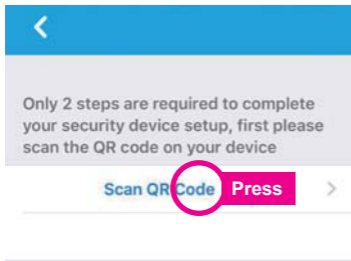 Only 2 steps are required to complete
your security device setup, first please
scan the QR code on your device
Scan QR Code Press